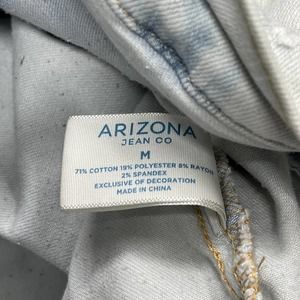 ARIZONA
JEAN CO
M
71% COTTON 19% POLYESTER 8% RAYON
2% SPANDEX
EXCLUSIVE OF DECORATION
MADE IN CHINA